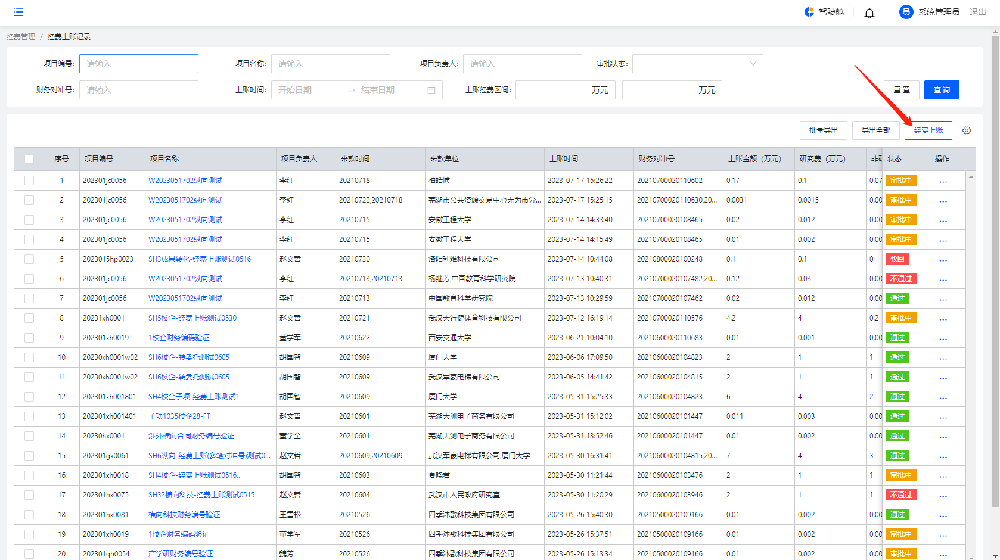 驾驶舱 员 系统管理员 退出
经费管理 / 经费上账记录
项目编号: 请输入 项目名称: 请输入 项目负责人: 请输入 审批状态:
财务对冲号: 请输入 上账时间: 开始日期 → 结束日期 上账经费区间: 万元 - 万元 重 置 查 询
批量导出 导出全部 经费上账
序号 项目编号 项目名称 项目负责人 来款时间 来款单位 上账时间 财务对冲号 上账金额（万元） 研究费（万元） 状态 操作
1 202301jc0056 W2023051702纵向测试 李红 20210718 柏皓博 2023-07-17 15:26:22 20210700020110602 0.17 0.1 0.07 审批中 ...
2 202301jc0056 W2023051702纵向测试 李红 20210722,20210718 芜湖市公共资源交易中心无为市分... 2023-07-17 15:25:15 20210700020110630,20... 0.0031 0.0015 0.00 审批中 ...
3 202301jc0056 W2023051702纵向测试 李红 20210715 安徽工程大学 2023-07-14 14:33:40 20210700020108465 0.02 0.012 0.00 审批中 ...
4 202301jc0056 W2023051702纵向测试 李红 20210715 安徽工程大学 2023-07-14 14:15:49 20210700020108465 0.01 0.002 0.00 审批中 ...
5 2023015hp0023 SH3成果转化-经费上账测试0516 赵文哲 20210730 洛阳利维科技有限公司 2023-07-14 10:44:08 20210800020100248 0.1 0.1 0 驳回 ...
6 202301jc0056 W2023051702纵向测试 李红 20210713,20210713 杨继芳,中国教育科学研究院 2023-07-13 10:40:31 20210700020107482,20... 0.12 0.03 0.00 不通过 ...
7 202301jc0056 W2023051702纵向测试 李红 20210713 中国教育科学研究院 2023-07-13 10:29:59 20210700020107462 0.02 0.012 0.00 通过 ...
8 20231xh0001 SH5校企-经费上账测试0530 赵文哲 20210721 武汉天行健体育科技有限公司 2023-07-12 16:19:14 20210700020110576 4.2 4 0.2 审批中 ...
9 202301xh0019 1校企财务编码验证 董学军 20210622 西安交通大学 2023-06-21 10:04:10 20210600020110683 0.01 0.001 0.00 通过 ...
10 20230xh0001w02 SH6校企-转委托测试0605 胡国智 20210609 厦门大学 2023-06-06 17:09:50 20210600020104823 2 1 1 通过 ...
11 20230xh0001w02 SH6校企-转委托测试0605 胡国智 20210609 武汉军豪电梯有限公司 2023-06-05 14:41:42 20210600020104815 2 1 1 通过 ...
12 202301xh001801 SH4校企子项-经费上账测试1 胡国智 20210609 厦门大学 2023-05-31 15:25:33 20210600020104823 6 4 2 通过 ...
13 202301xh001401 子项1035校企28-FT 赵文哲 20210601 芜湖天测电子商务有限公司 2023-05-31 15:12:02 20210600020101447 0.011 0.003 0.00 通过 ...
14 20230hx0001 涉外横向合同财务编号验证 董学全 20210601 芜湖天测电子商务有限公司 2023-05-31 13:52:46 20210600020101447 0.01 0.002 0.00 通过 ...
15 202301gx0061 SH6纵向-经费上账(多笔对冲号)测试0... 赵文哲 20210609,20210609 武汉军豪电梯有限公司,厦门大学 2023-05-30 16:31:41 20210600020104815,20... 7 4 3 通过 ...
16 202301xh0018 SH4校企-经费上账测试0516.. 胡国智 20210603 夏晓君 2023-05-30 11:21:44 20210600020103476 2 1 1 审批中 ...
17 202301hx0075 SH32横向科技-经费上账测试0515 赵文哲 20210604 武汉市人民政府研究室 2023-05-30 11:20:29 20210600020103946 2 1 1 不通过 ...
18 202301hx0081 横向科技财务编号验证 王雪松 20210526 四季沐歌科技集团有限公司 2023-05-26 15:40:30 20210500020109166 0.01 0.002 0.00 通过 ...
19 202301xh0019 1校企财务编码验证 董学军 20210526 四季沐歌科技集团有限公司 2023-05-26 15:37:51 20210500020109166 0.01 0.002 0.00 审批中 ...
20 202301qh0054 产学研财务编号验证 魏芳 20210526 四季沐歌科技集团有限公司 2023-05-26 15:13:34 20210500020109166 0.01 0.002 0.00 审批中 ...